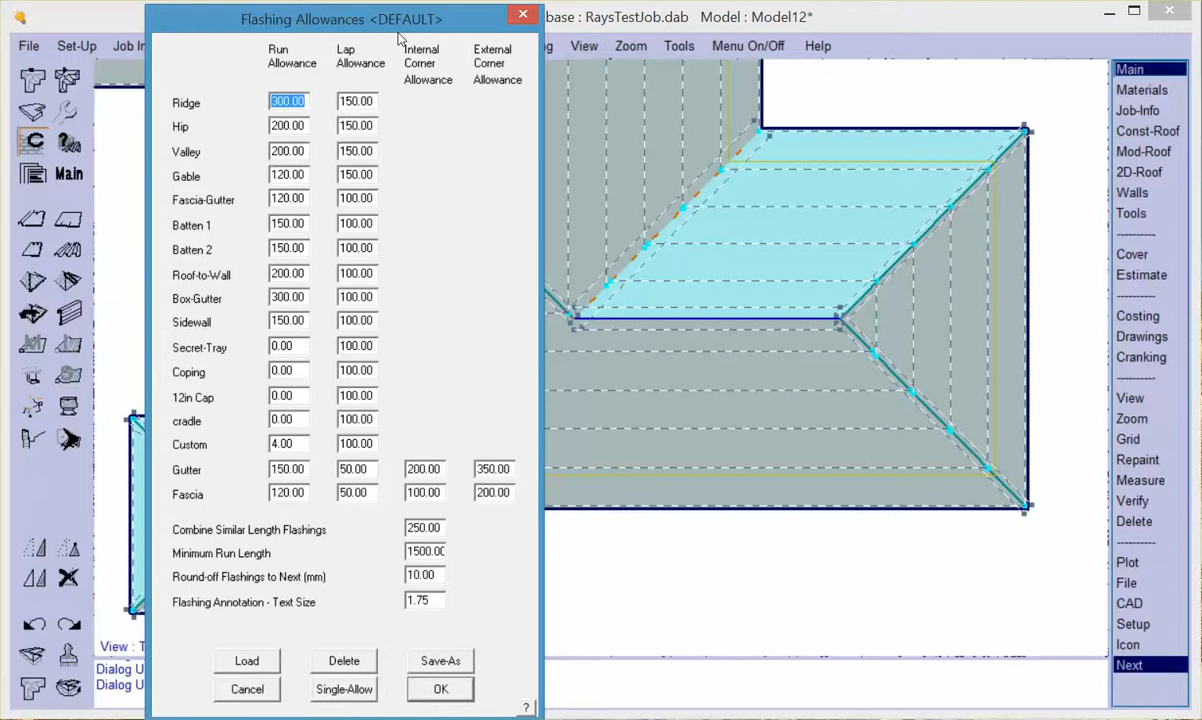 Flashing Allowances <DEFAULT>
base : RaysTestJob.dab Model : Model12*
File Set-Up Job In
View Zoom Tools Menu On/Off Help
Run Allowance
Lap Allowance
Internal Corner Allowance
External Corner Allowance
Ridge 300.00 150.00
Hip 200.00 150.00
Valley 200.00 150.00
Gable 120.00 150.00
Fascia-Gutter 120.00 100.00
Batten 1 150.00 100.00
Batten 2 150.00 100.00
Roof-to-Wall 200.00 100.00
Box-Gutter 300.00 100.00
Sidewall 150.00 100.00
Secret-Tray 0.00 100.00
Coping 0.00 100.00
12in Cap 0.00 100.00
cradle 0.00 100.00
Custom 4.00 100.00
Gutter 150.00 50.00 200.00 350.00
Fascia 120.00 50.00 100.00 200.00
Combine Similar Length Flashings 250.00
Minimum Run Length 1500.00
Round-off Flashings to Next (mm) 10.00
Flashing Annotation - Text Size 1.75
Load Delete Save-As
Cancel Single-Allow OK
?
Main
View : T
Dialog U
Dialog U
Main
Materials
Job-Info
Const-Roof
Mod-Roof
2D-Roof
Walls
Tools
----------
Cover
Estimate
----------
Costing
Drawings
Cranking
----------
View
Zoom
Grid
Repaint
Measure
Verify
Delete
----------
Plot
File
CAD
Setup
Icon
Next